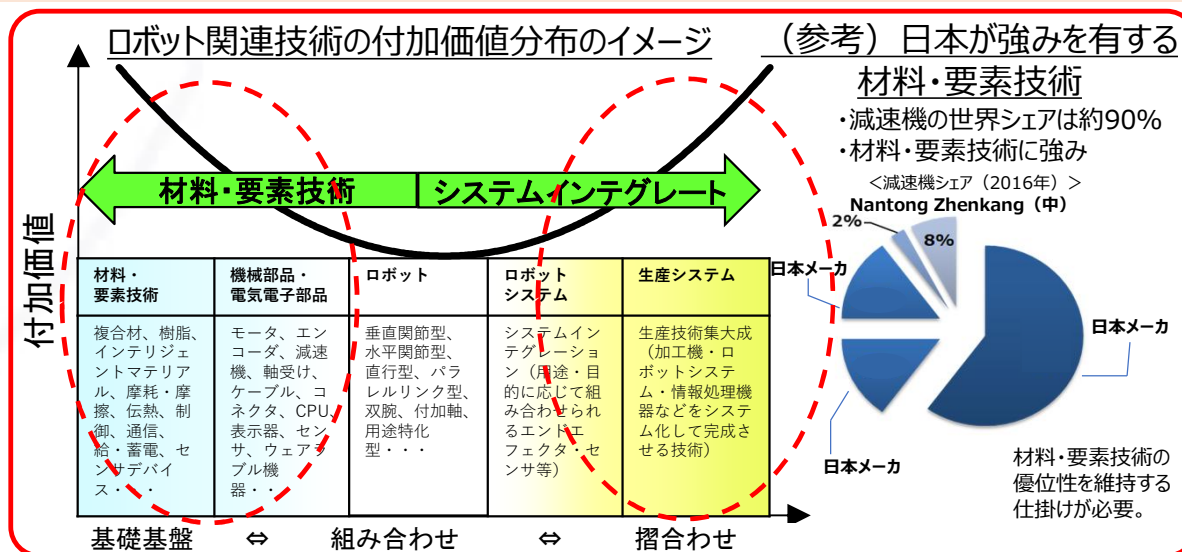 ロボット関連技術の付加価値分布のイメージ
付加価値
材料・要素技術
システムインテグレート
材料・
要素技術
複合材、樹脂、
インテリジェ
ントマテリア
ル、摩耗・摩
擦、伝熱、制
御、通信、
給・蓄電、セ
ンサデバイ
ス・・・
機械部品・
電気電子部品
モータ、エン
コーダ、減速
機、軸受け、
ケーブル、コ
ネクタ、CPU、
表示器、セン
サ、ウェアラ
ブル機
器・・
ロボット
垂直関節型、
水平関節型、
直行型、パラ
レルリンク型、
双腕、付加軸、
用途特化
型・・・
ロボット
システム
システムイン
テグレーショ
ン（用途・目
的に応じて組
み合わせられ
るエンドエ
フェクタ・セ
ンサ等）
生産システム
生産技術集大成
（加工機・ロ
ボットシステ
ム・情報処理機
器などをシステ
ム化して完成さ
せる技術）
基礎基盤 ⇔ 組み合わせ ⇔ 摺合わせ
（参考）日本が強みを有する
材料・要素技術
・減速機の世界シェアは約90%
・材料・要素技術に強み
＜減速機シェア（2016年）＞
Nantong Zhenkang（中）
2%
8%
日本メーカ
日本メーカ
日本メーカ
材料・要素技術の
優位性を維持する
仕掛けが必要。